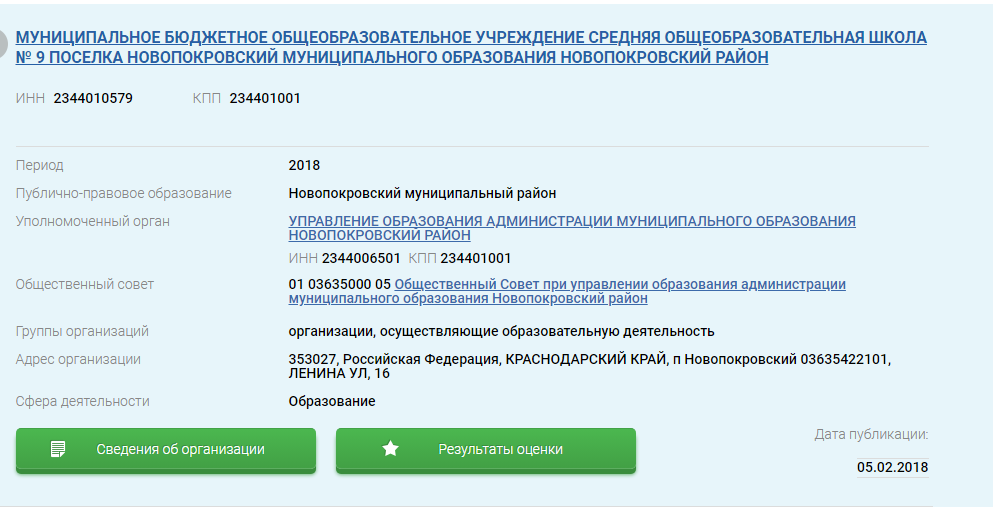 МУНИЦИПАЛЬНОЕ БЮДЖЕТНОЕ ОБЩЕОБРАЗОВАТЕЛЬНОЕ УЧРЕЖДЕНИЕ СРЕДНЯЯ ОБЩЕОБРАЗОВАТЕЛЬНАЯ ШКОЛА
№ 9 ПОСЕЛКА НОВОПОКРОВСКИЙ МУНИЦИПАЛЬНОГО ОБРАЗОВАНИЯ НОВОПОКРОВСКИЙ РАЙОН
ИНН 2344010579 КПП 234401001
Период 2018
Публично-правовое образование Новопокровский муниципальный район
Уполномоченный орган УПРАВЛЕНИЕ ОБРАЗОВАНИЯ АДМИНИСТРАЦИИ МУНИЦИПАЛЬНОГО ОБРАЗОВАНИЯ
НОВОПОКРОВСКИЙ РАЙОН
ИНН 2344006501 КПП 234401001
Общественный совет 01 03635000 05 Общественный Совет при управлении образования администрации
муниципального образования Новопокровский район
Группы организаций организации, осуществляющие образовательную деятельность
Адрес организации 353027, Российская Федерация, КРАСНОДАРСКИЙ КРАЙ, п Новопокровский 03635422101,
ЛЕНИНА УЛ, 16
Сфера деятельности Образование
Сведения об организации Результаты оценки Дата публикации:
05.02.2018